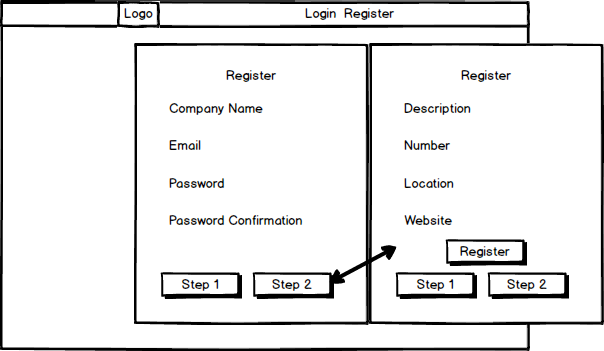 Logo
Login Register
Register
Company Name
Email
Password
Password Confirmation
Step 1
Step 2
Register
Description
Number
Location
Website
Register
Step 1
Step 2